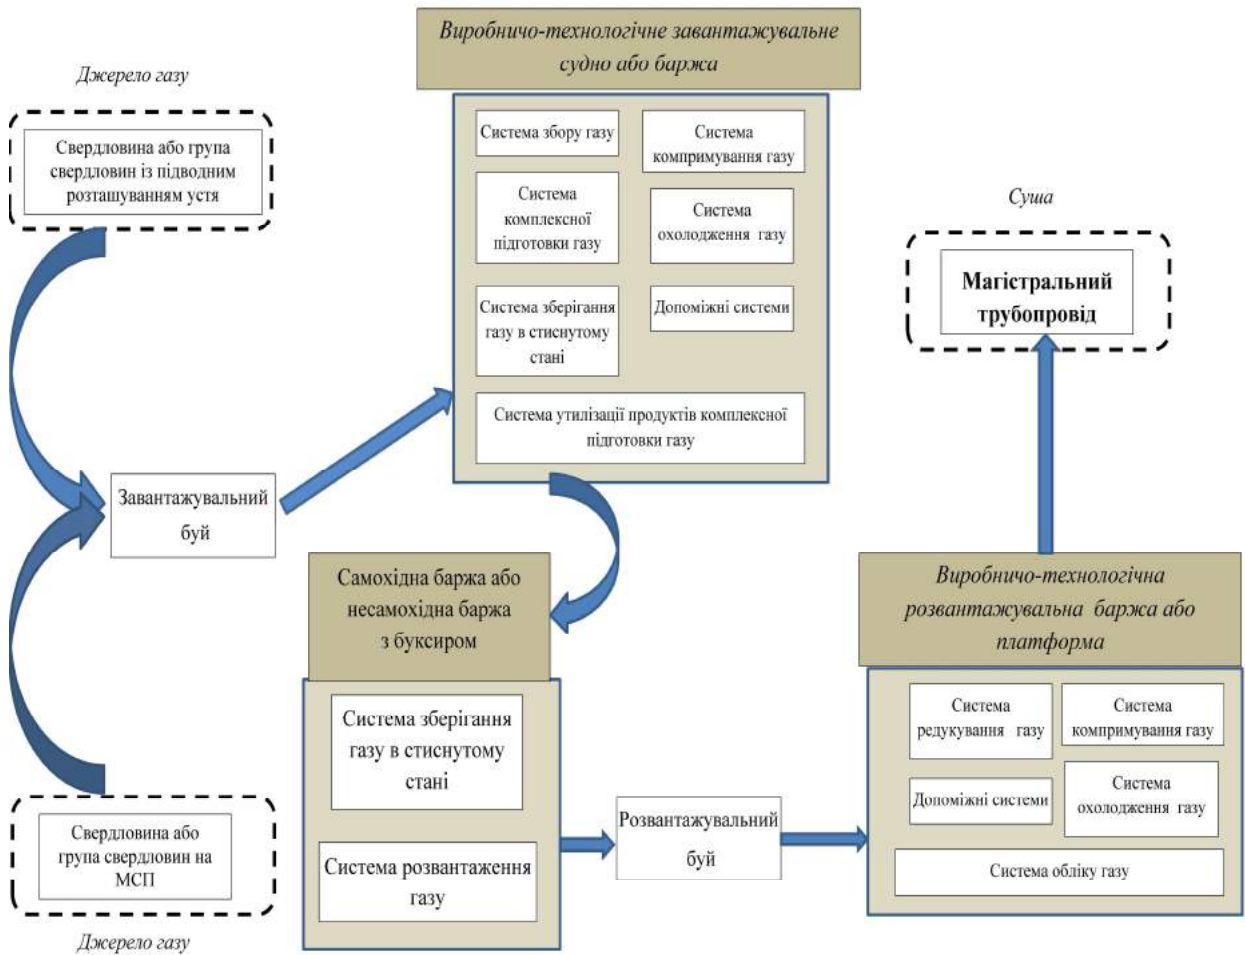 Виробничо-технологічне завантажувальне
судно або баржа
Джерело газу
Свердловина або група
свердловин із підводним
розташуванням устя
Система збору газу
Система
компримування газу
Система
комплексної
підготовки газу
Система
охолодження газу
Система зберігання
газу в стиснутому
стані
Допоміжні системи
Система утилізації продуктів комплексної
підготовки газу
Суша
Магістральний
трубопровід
Завантажувальний
буй
Самохідна баржа або
несамохідна баржа
з буксиром
Система зберігання
газу в стиснутому
стані
Система розвантаження
газу
Розвантажувальний
буй
Виробничо-технологічна
розвантажувальна баржа або
платформа
Система
редукування газу
Система
компримування газу
Допоміжні системи
Система
охолодження газу
Система обліку газу
Свердловина або
група свердловин на
МСП
Джерело газу